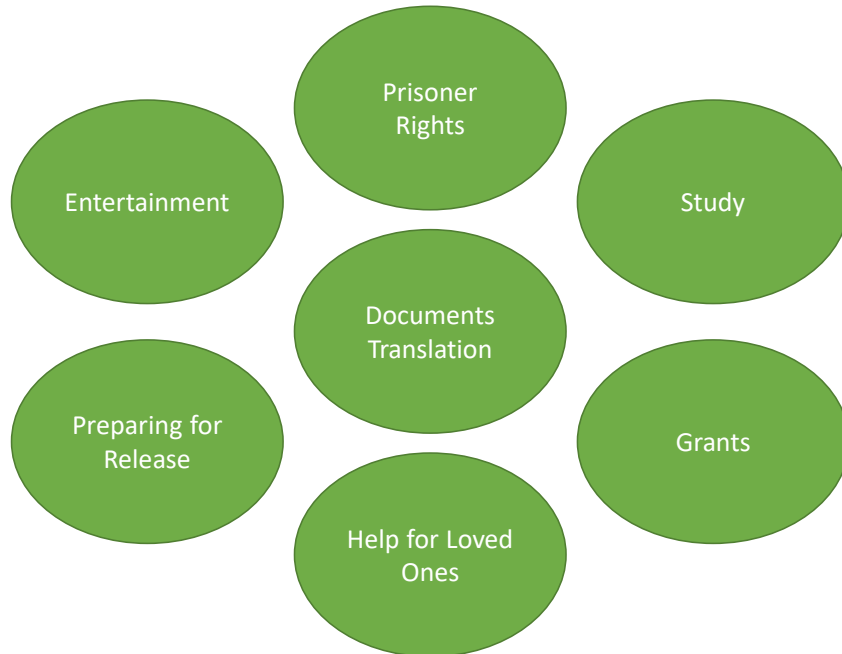 Prisoner
Rights
Entertainment
Study
Documents
Translation
Preparing for
Release
Grants
Help for Loved
Ones